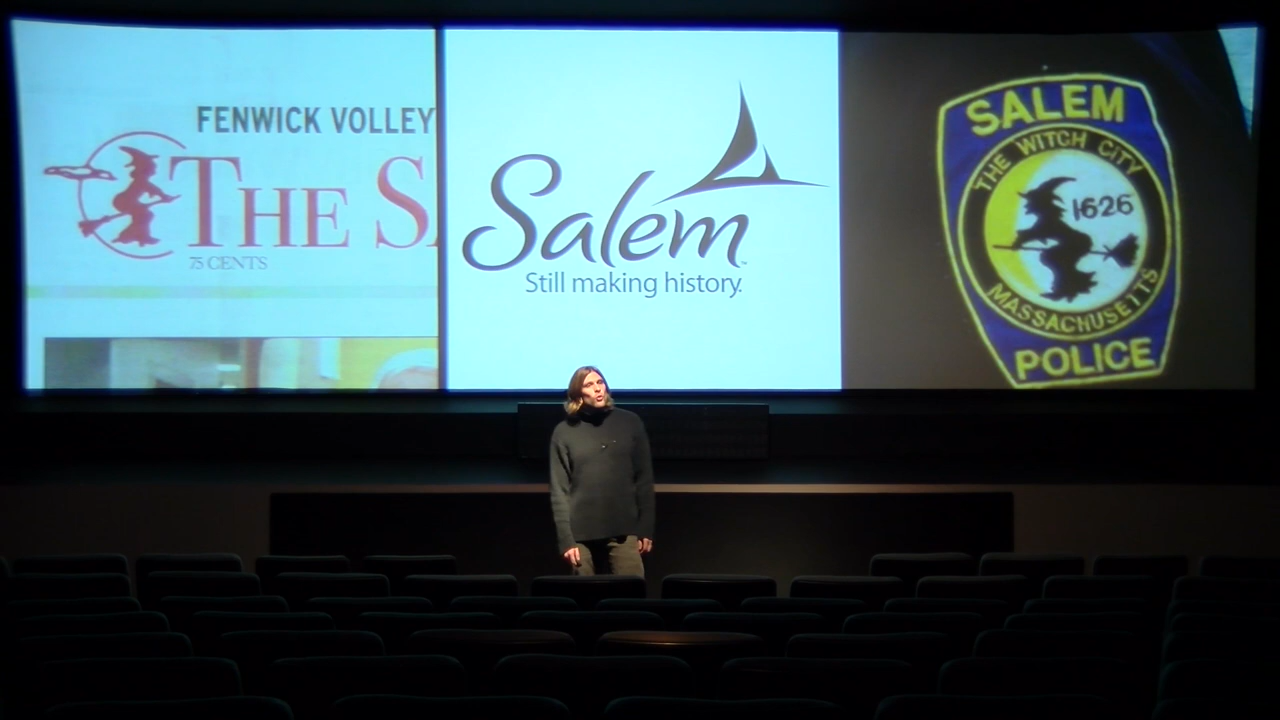 FENWICK VOLLEY
THE S
75 CENTS
Salem
Still making history.
SALEM
THE WITCH CITY
1626
MASSACHUSETTS
POLICE